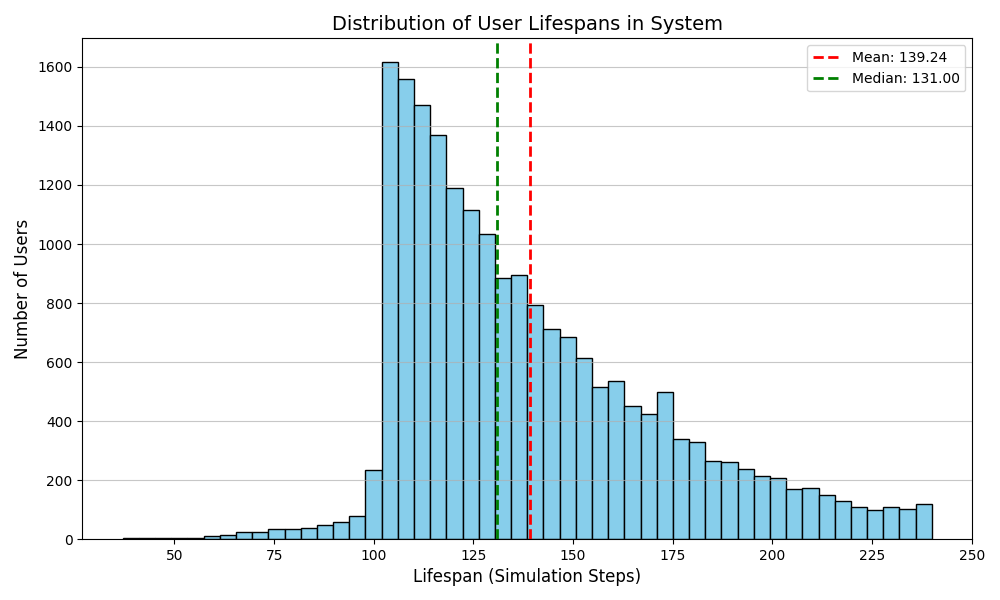 Distribution of User Lifespans in System
Mean: 139.24
Median: 131.00
Number of Users
1600
1400
1200
1000
800
600
400
200
0
50 75 100 125 150 175 200 225 250
Lifespan (Simulation Steps)